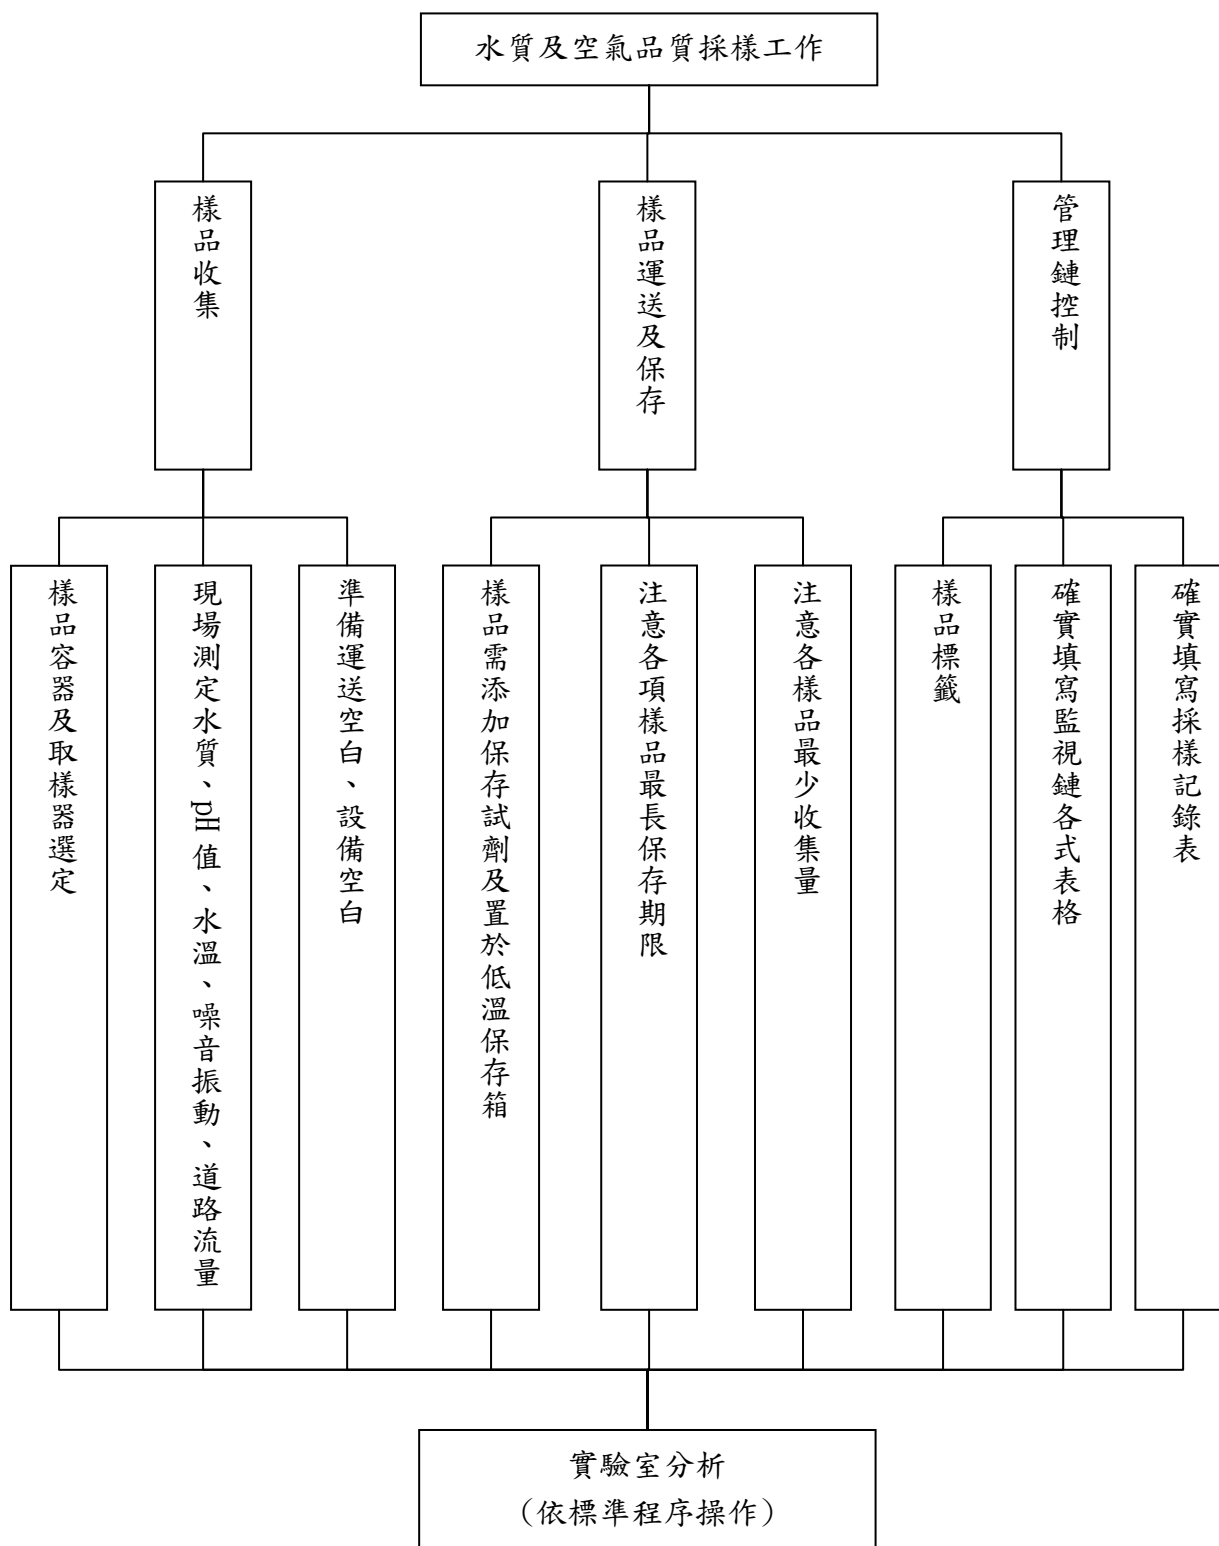 水質及空氣品質採樣工作
樣品收集
樣品運送及保存
管理鏈控制
樣品容器及取樣器選定
現場測定水質、pH值、水溫、噪音振動、道路流量
準備運送空白、設備空白
樣品需添加保存試劑及置於低溫保存箱
注意各項樣品最長保存期限
注意各樣品最少收集量
樣品標籤
確實填寫監視鏈各式表格
確實填寫採樣記錄表
實驗室分析
（依標準程序操作）